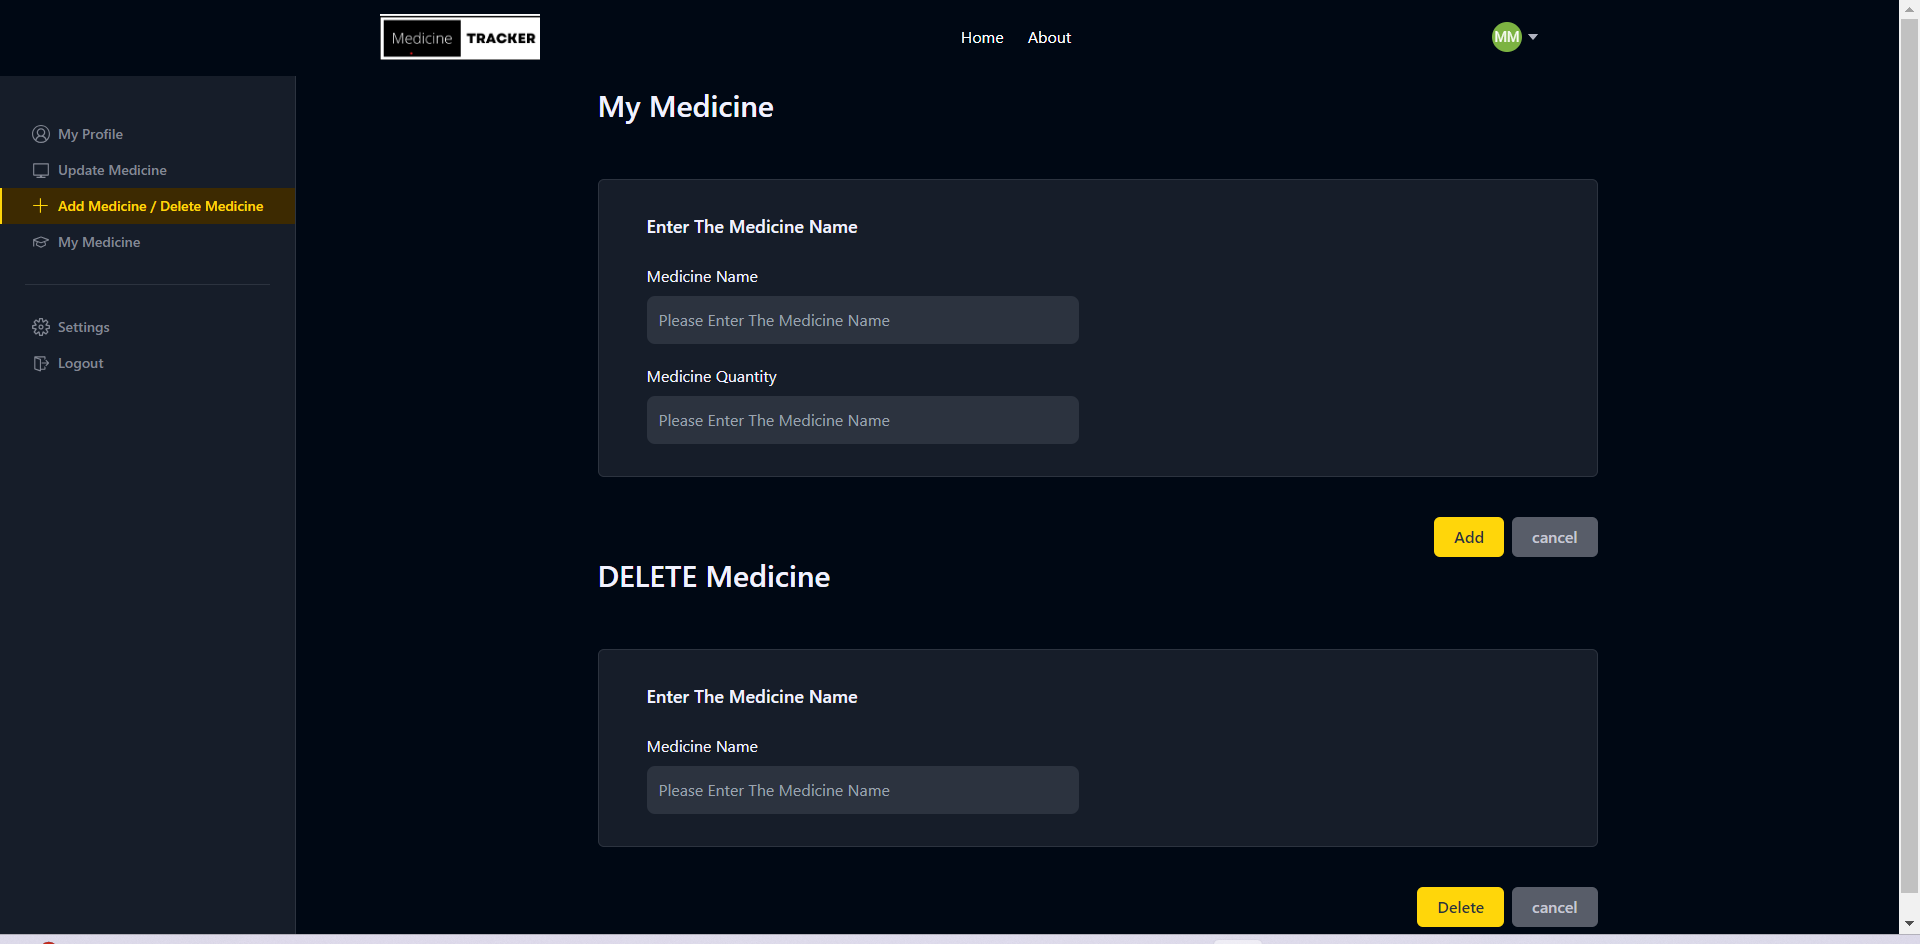 Medicine TRACKER
Home About
MM
My Profile
Update Medicine
Add Medicine / Delete Medicine
My Medicine
Settings
Logout
My Medicine
Enter The Medicine Name
Medicine Name
Please Enter The Medicine Name
Medicine Quantity
Please Enter The Medicine Name
Add cancel
DELETE Medicine
Enter The Medicine Name
Medicine Name
Please Enter The Medicine Name
Delete cancel